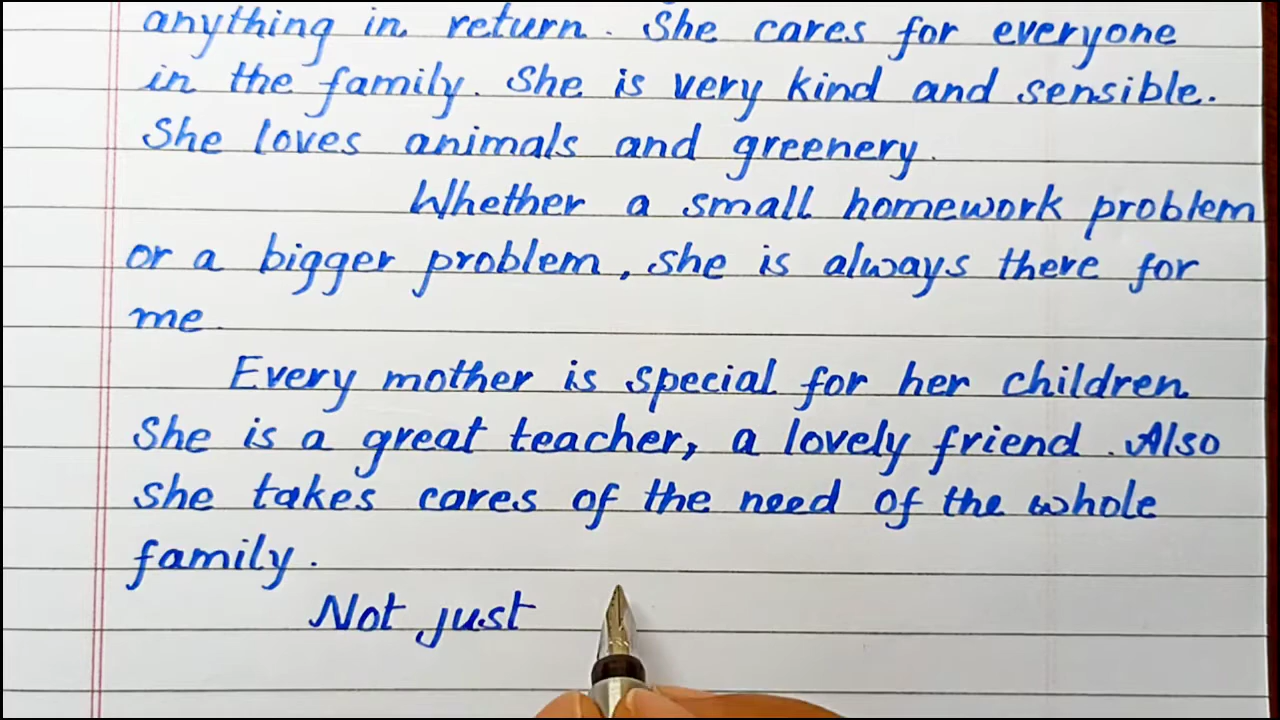 anything in return. She cares for everyone
in the family. She is very kind and sensible.
She loves animals and greenery.
Whether a small homework problem
or a bigger problem, she is always there for
me.
Every mother is special for her children.
She is a great teacher, a lovely friend. Also
she takes cares of the need of the whole
family.
Not just